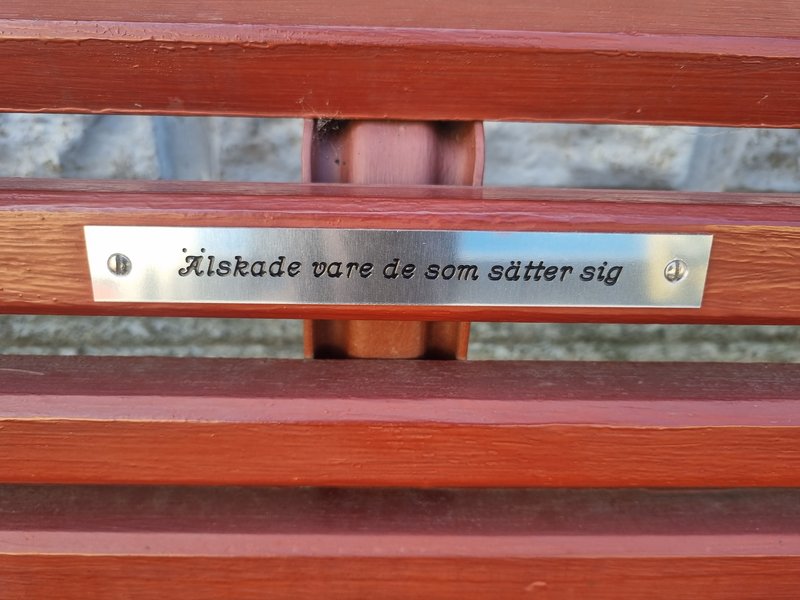 Älskade vare de som sätter sig